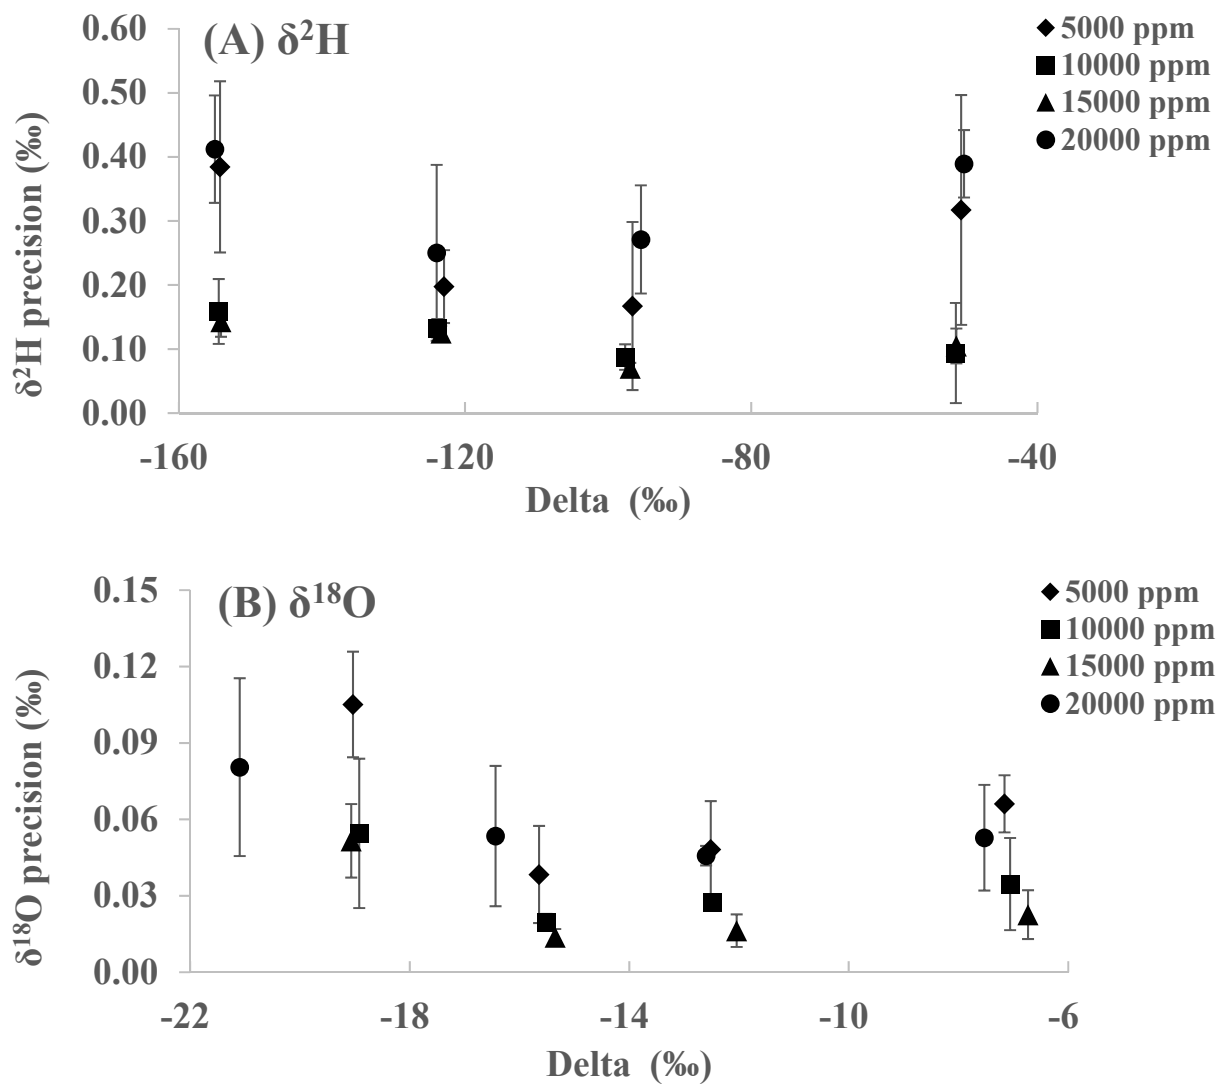 (A) δ²H
δ²H precision (‰)
0.60
0.50
0.40
0.30
0.20
0.10
0.00
-160 -120 -80 -40
Delta (‰)
5000 ppm
10000 ppm
15000 ppm
20000 ppm
(B) δ¹⁸O
δ¹⁸O precision (‰)
0.15
0.12
0.09
0.06
0.03
0.00
-22 -18 -14 -10 -6
Delta (‰)
5000 ppm
10000 ppm
15000 ppm
20000 ppm